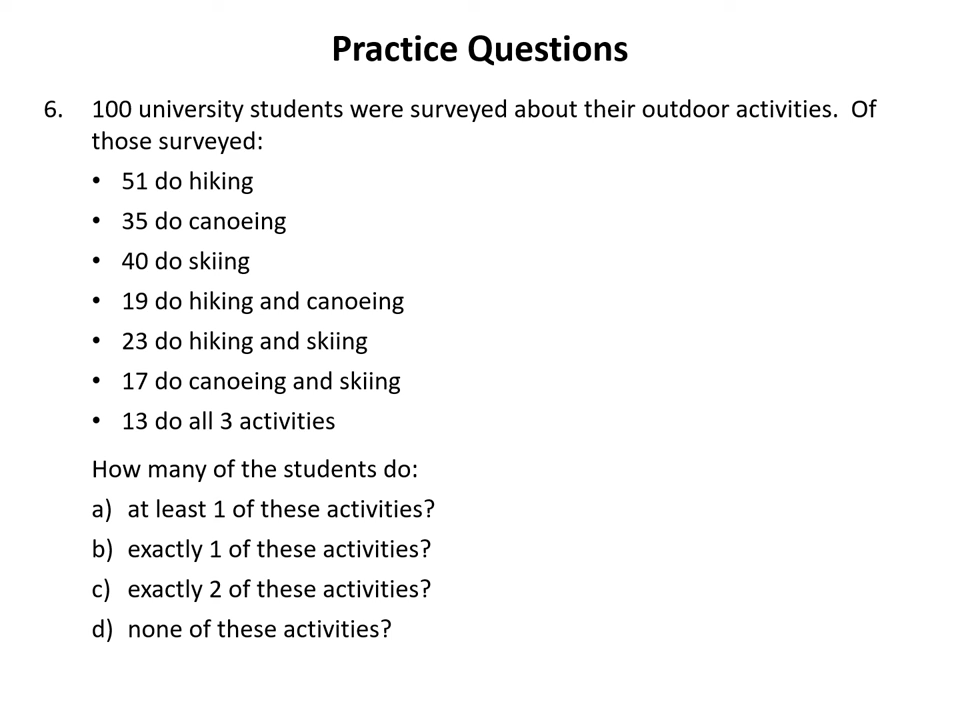 Practice Questions
6. 100 university students were surveyed about their outdoor activities.  Of
those surveyed:
• 51 do hiking
• 35 do canoeing
• 40 do skiing
• 19 do hiking and canoeing
• 23 do hiking and skiing
• 17 do canoeing and skiing
• 13 do all 3 activities
How many of the students do:
a) at least 1 of these activities?
b) exactly 1 of these activities?
c) exactly 2 of these activities?
d) none of these activities?